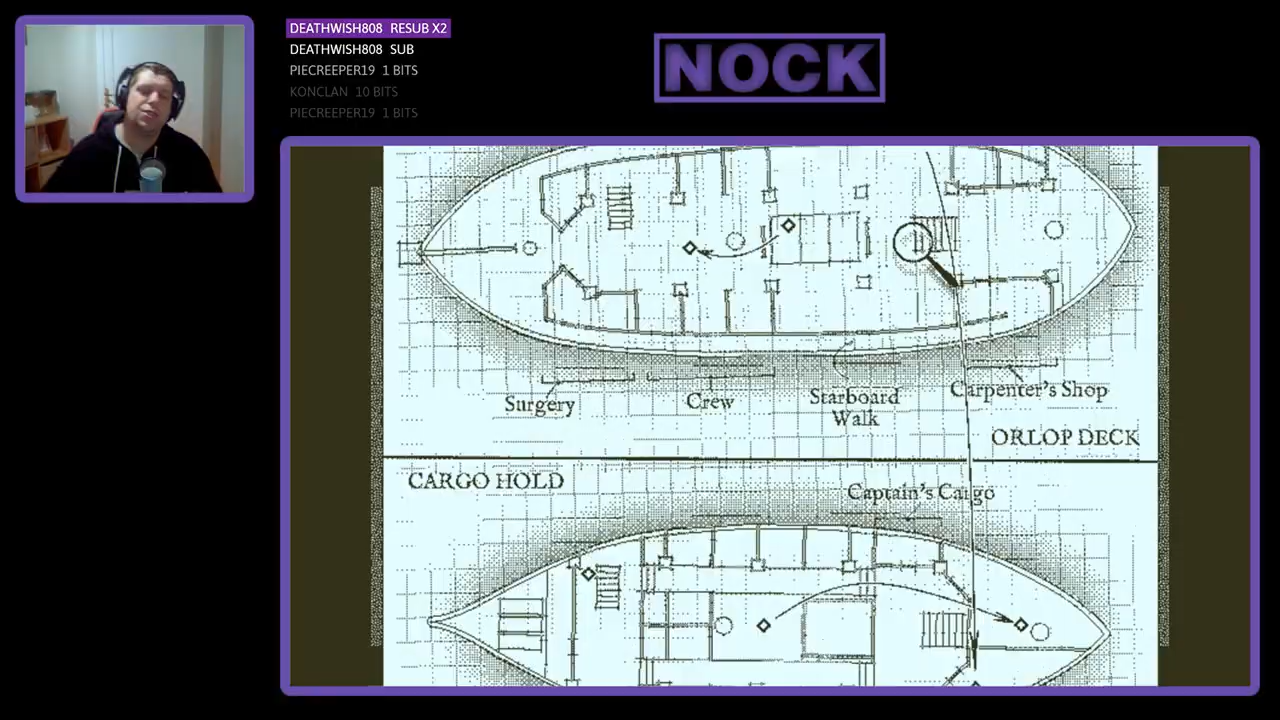 DEATHWISH808 RESUB X2
DEATHWISH808 SUB
PIECREEPER19 1 BITS
KONCLAN 10 BITS
PIECREEPER19 1 BITS
NOCK
Surgery
Crew
Starboard
Walk
Carpenter's Shop
ORLOP DECK
CARGO HOLD
Captain's Cargo